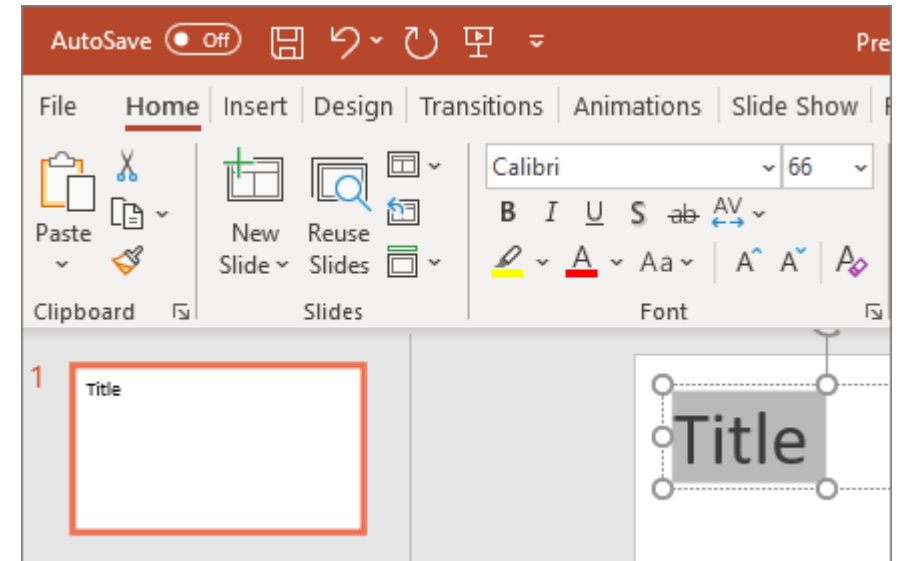 AutoSave Off Pre
File Home Insert Design Transitions Animations Slide Show
Calibri 66
B I U S ab AV
Paste New Reuse
Slide Slides A Aa A A A
Clipboard Slides Font
1 Title
Title